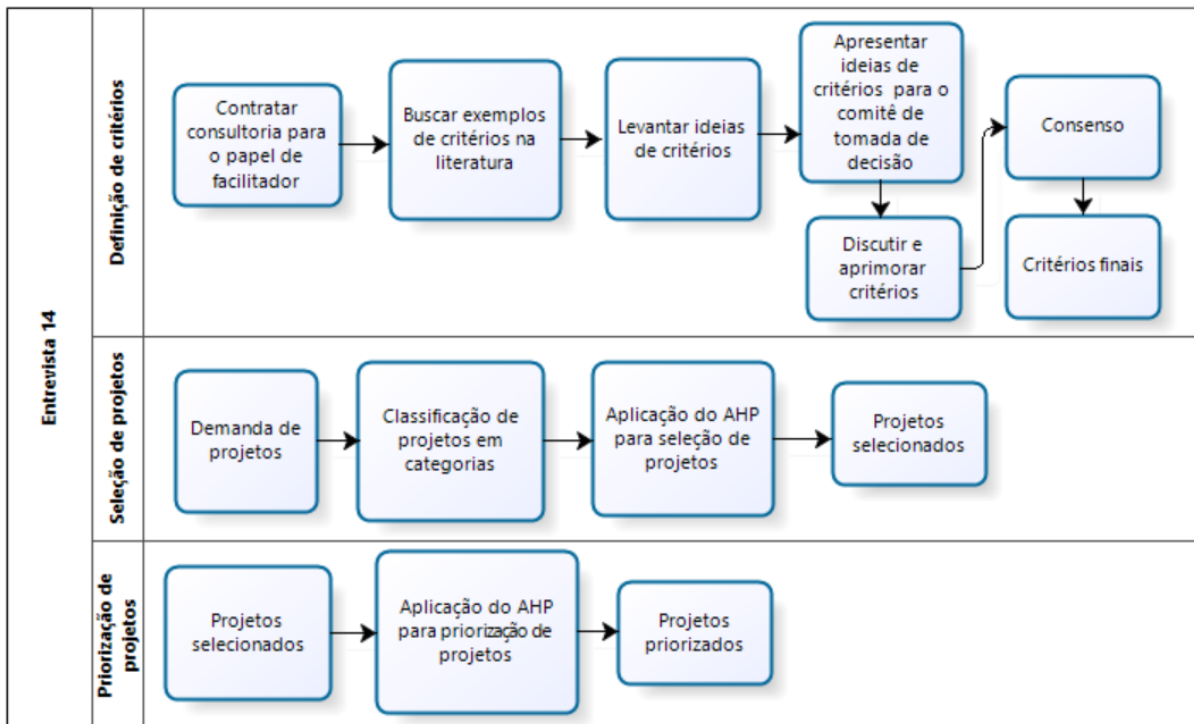 Entrevista 14
Definição de critérios
Contratar
consultoria para
o papel de
facilitador
Buscar exemplos
de critérios na
literatura
Levantar ideias
de critérios
Apresentar
ideias de
critérios para o
comitê de
tomada de
decisão
Discutir e
aprimorar
critérios
Consenso
Critérios finais
Seleção de projetos
Demanda de
projetos
Classificação de
projetos em
categorias
Aplicação do AHP
para seleção de
projetos
Projetos
selecionados
Priorização de
projetos
Projetos
selecionados
Aplicação do AHP
para priorização de
projetos
Projetos
priorizados